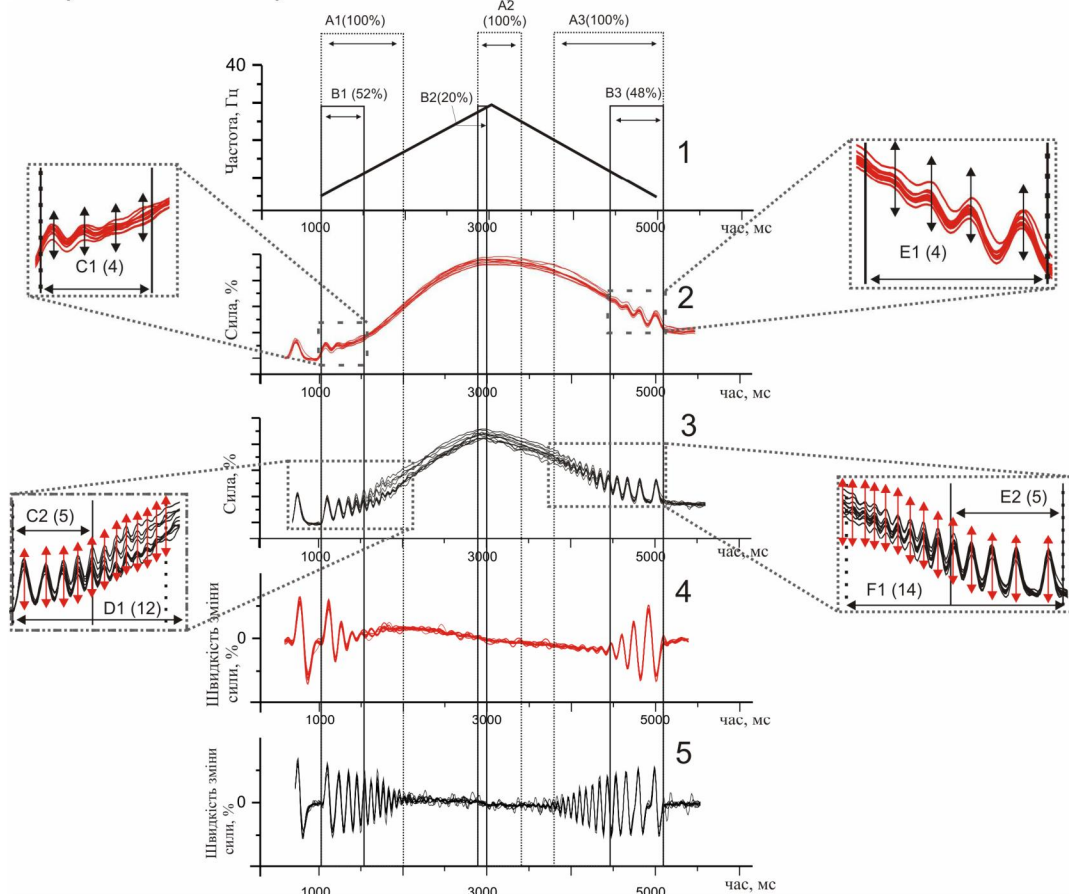 A1(100%)
A2
(100%)
A3(100%)
40
Частота, Гц
B1 (52%)
B2(20%)
B3 (48%)
1
1000
3000
5000
час, мс
C1 (4)
E1 (4)
Сила, %
2
1000
3000
5000
час, мс
Сила, %
3
C2 (5)
D1 (12)
E2 (5)
F1 (14)
1000
3000
5000
час, мс
Швидкість зміни
сили, %
0
4
1000
3000
5000
час, мс
Швидкість зміни
сили, %
0
5
1000
3000
5000
час, мс